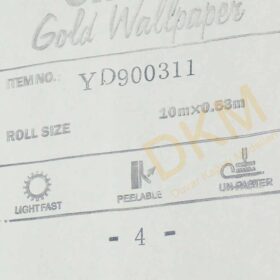 Gold Wallpaper
ITEM NO.: YD900311
ROLL SIZE 10m×0.53m
DKM
LIGHTFAST PEELABLE UN-PASTER
- 4 -